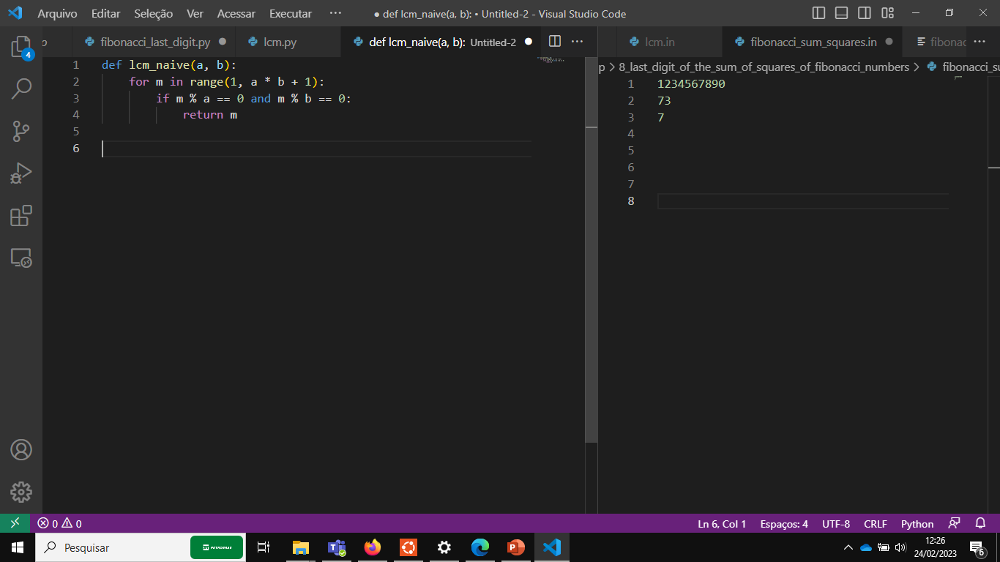 Arquivo Editar Seleção Ver Acessar Executar ··· ● def lcm_naive(a, b): • Untitled-2 - Visual Studio Code
fibonacci_last_digit.py ● lcm.py def lcm_naive(a, b): Untitled-2 ● ···
lcm.in fibonacci_sum_squares.in ● fibonac ···
4
1 def lcm_naive(a, b):
2 for m in range(1, a * b + 1):
3 if m % a == 0 and m % b == 0:
4 return m
5
6
p > 8_last_digit_of_the_sum_of_squares_of_fibonacci_numbers > fibonacci_su
1 1234567890
2 73
3 7
4
5
6
7
8
0 0 Ln 6, Col 1 Espaços: 4 UTF-8 CRLF Python
Pesquisar PETROBRAS 12:26
24/02/2023 6